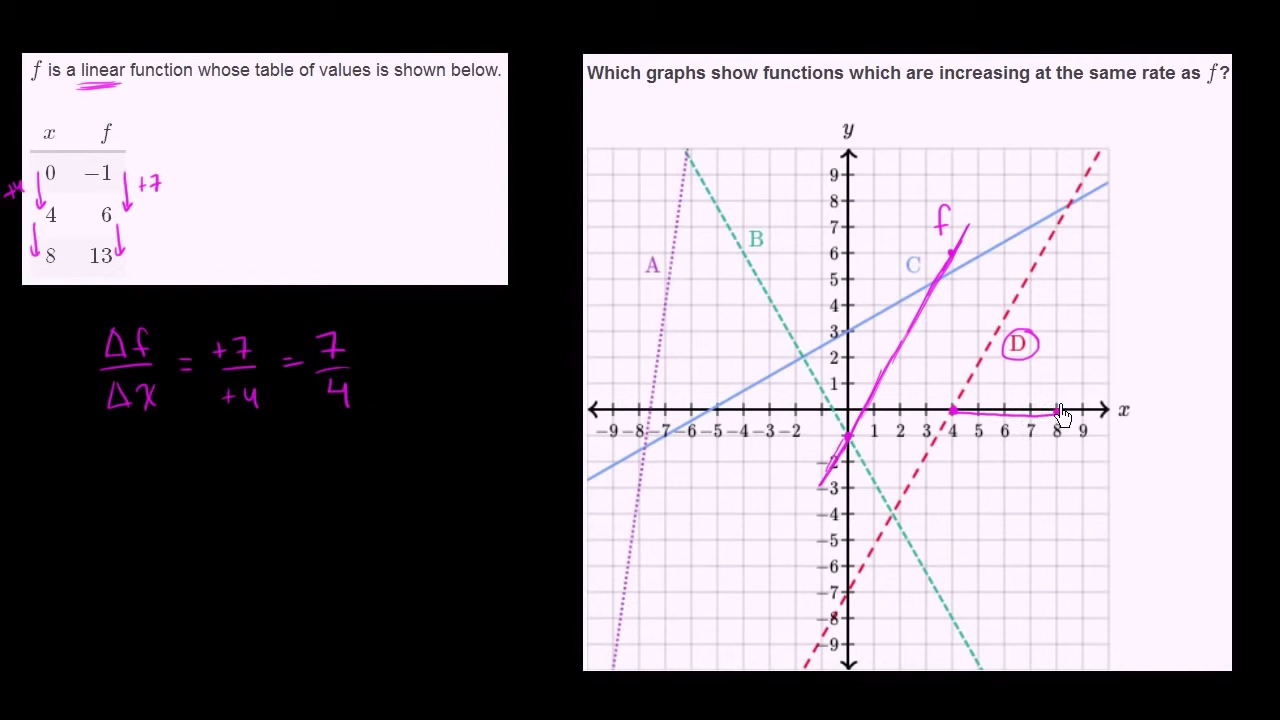 f is a linear function whose table of values is shown below.
x f
0 −1
4 6
8 13
+4
+7
Δf/Δx = +7/+4 = 7/4
Which graphs show functions which are increasing at the same rate as f?
y
9
8
7
6
5
4
3
2
1
−9 −8 −7 −6 −5 −4 −3 −2 1 2 3 4 5 6 7 8 9 x
−2
−3
−4
−5
−6
−7
−8
−9
A
B
C
f
D